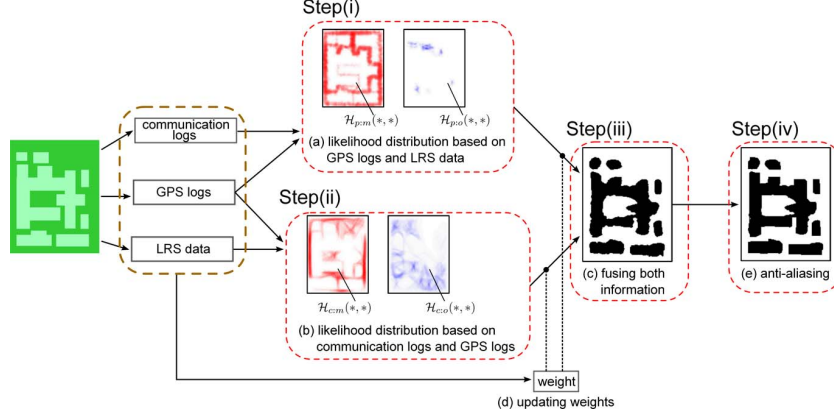 Step(i)
communication
logs
GPS logs
LRS data
ℋp:m(*, *)
ℋp:o(*, *)
(a) likelihood distribution based on
GPS logs and LRS data
Step(ii)
ℋc:m(*, *)
ℋc:o(*, *)
(b) likelihood distribution based on
communication logs and GPS logs
Step(iii)
(c) fusing both
information
Step(iv)
(e) anti-aliasing
weight
(d) updating weights